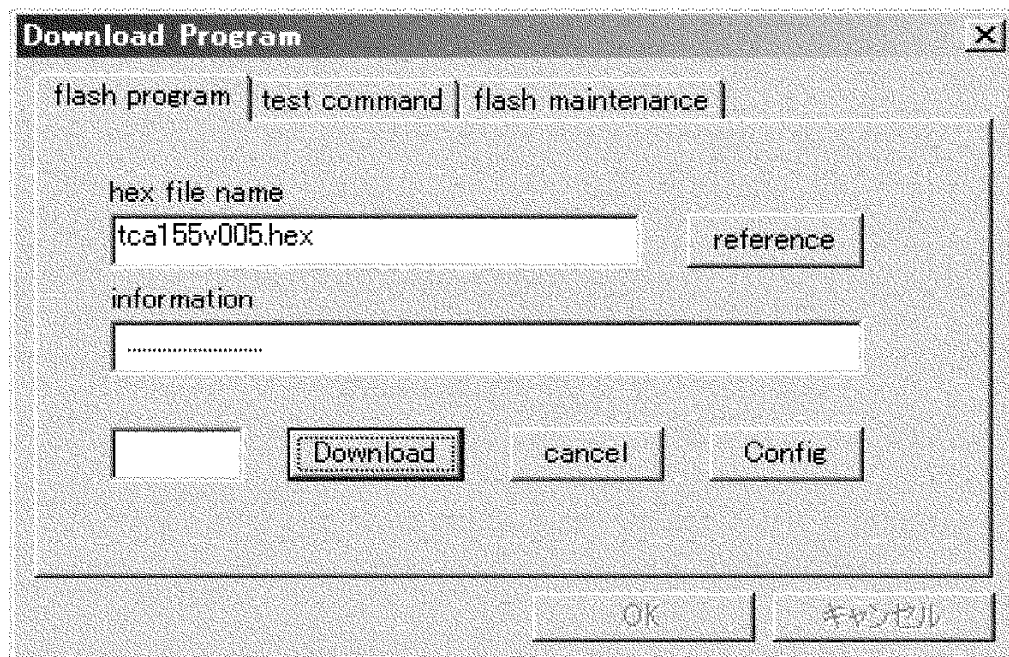 Download Program
flash program test command flash maintenance
hex file name
tca155v005.hex reference
information
..........................
Download cancel Config
OK キャンセル